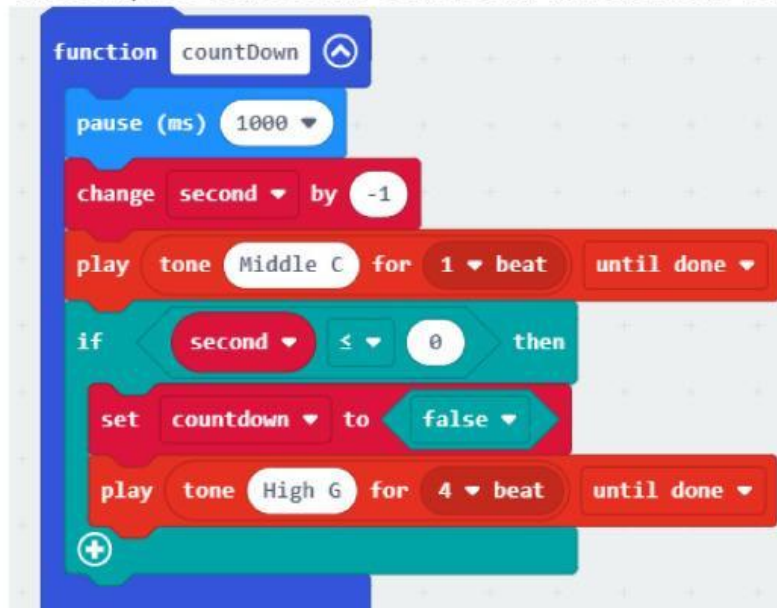 function countDown
pause (ms) 1000
change second by -1
play tone Middle C for 1 beat until done
if second ≤ 0 then
set countdown to false
play tone High G for 4 beat until done